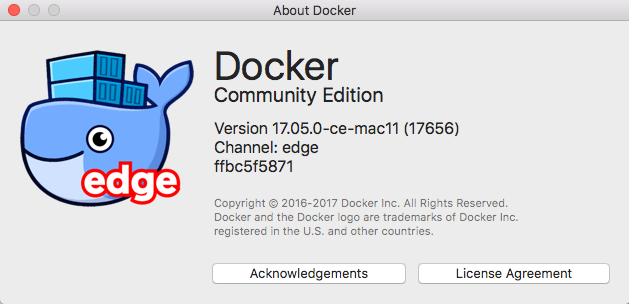 About Docker
Docker
Community Edition
Version 17.05.0-ce-mac11 (17656)
Channel: edge
ffbc5f5871
edge
Copyright © 2016-2017 Docker Inc. All Rights Reserved.
Docker and the Docker logo are trademarks of Docker Inc.
registered in the U.S. and other countries.
Acknowledgements
License Agreement